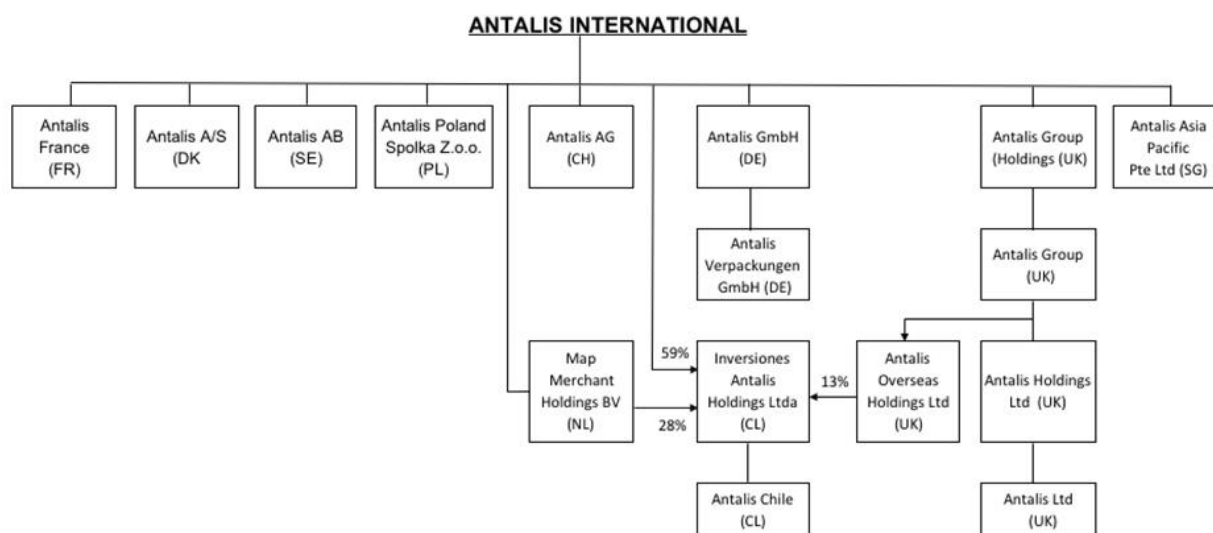 ANTALIS INTERNATIONAL
Antalis
France
(FR)
Antalis A/S
(DK
Antalis AB
(SE)
Antalis Poland
Spolka Z.o.o.
(PL)
Antalis AG
(CH)
Antalis GmbH
(DE)
Antalis Group
(Holdings (UK)
Antalis Asia
Pacific
Pte Ltd (SG)
Antalis
Verpackungen
GmbH (DE)
Antalis Group
(UK)
Map
Merchant
Holdings BV
(NL)
59%
28%
Inversiones
Antalis
Holdings Ltda
(CL)
13%
Antalis
Overseas
Holdings Ltd
(UK)
Antalis Holdings
Ltd (UK)
Antalis Chile
(CL)
Antalis Ltd
(UK)